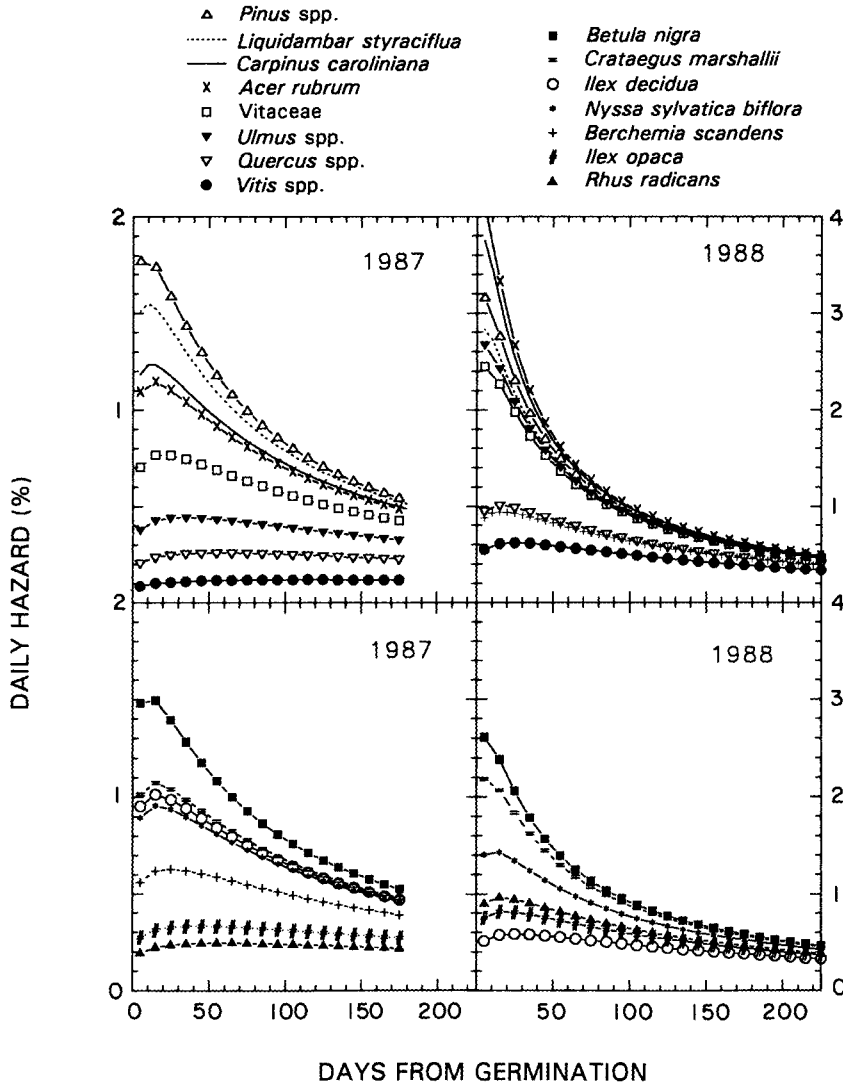 Pinus spp.
Liquidambar styraciflua
Carpinus caroliniana
Acer rubrum
Vitaceae
Ulmus spp.
Quercus spp.
Vitis spp.
Betula nigra
Crataegus marshallii
Ilex decidua
Nyssa sylvatica biflora
Berchemia scandens
Ilex opaca
Rhus radicans
DAILY HAZARD (%)
2
1987
1
2
1988
4
3
2
1
4
1987
1
0
1988
3
2
1
0
0 50 100 150 200
50 100 150 200
DAYS FROM GERMINATION